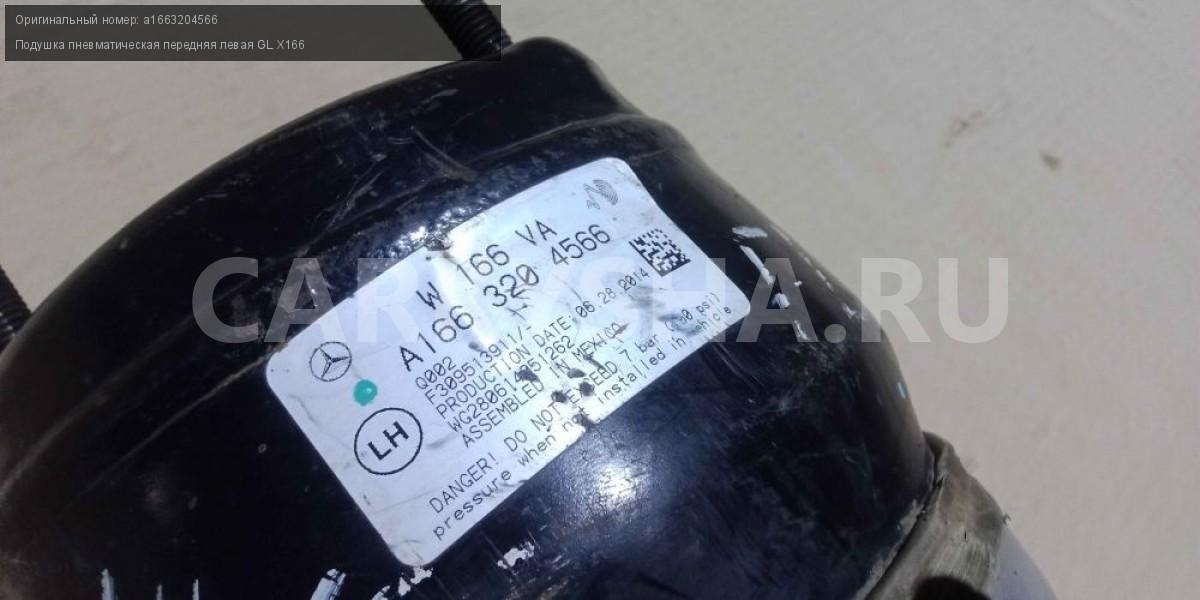 Оригинальный номер: a1663204566
Подушка пневматическая передняя левая GL X166
W 166 VA
A166 320 4566
Q002
F309513911/-
PRODUCTION DATE: 06.28.2014
ASSEMBLED IN MEXICO
LH
DANGER! DO NOT EXCEED 7 bar psi)
pressure when not installed in vehicle
.RU